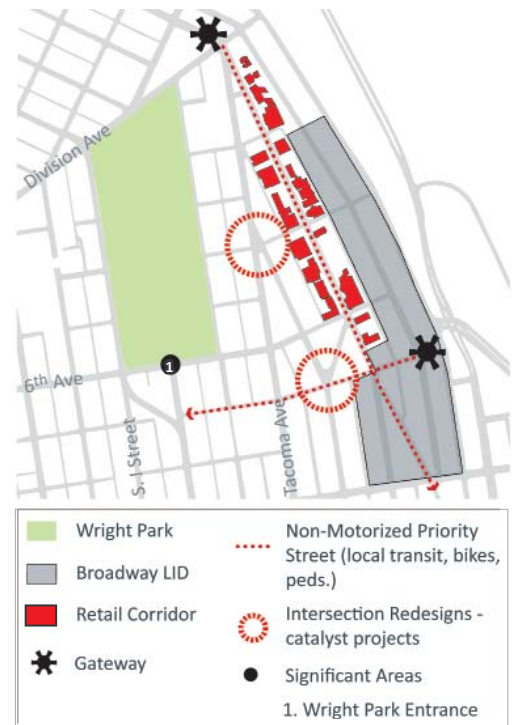 Division Ave
6th Ave
1
S. I Street
Tacoma Ave
Wright Park
Broadway LID
Retail Corridor
Gateway
Non-Motorized Priority
Street (local transit, bikes,
peds.)
Intersection Redesigns -
catalyst projects
Significant Areas
1. Wright Park Entrance